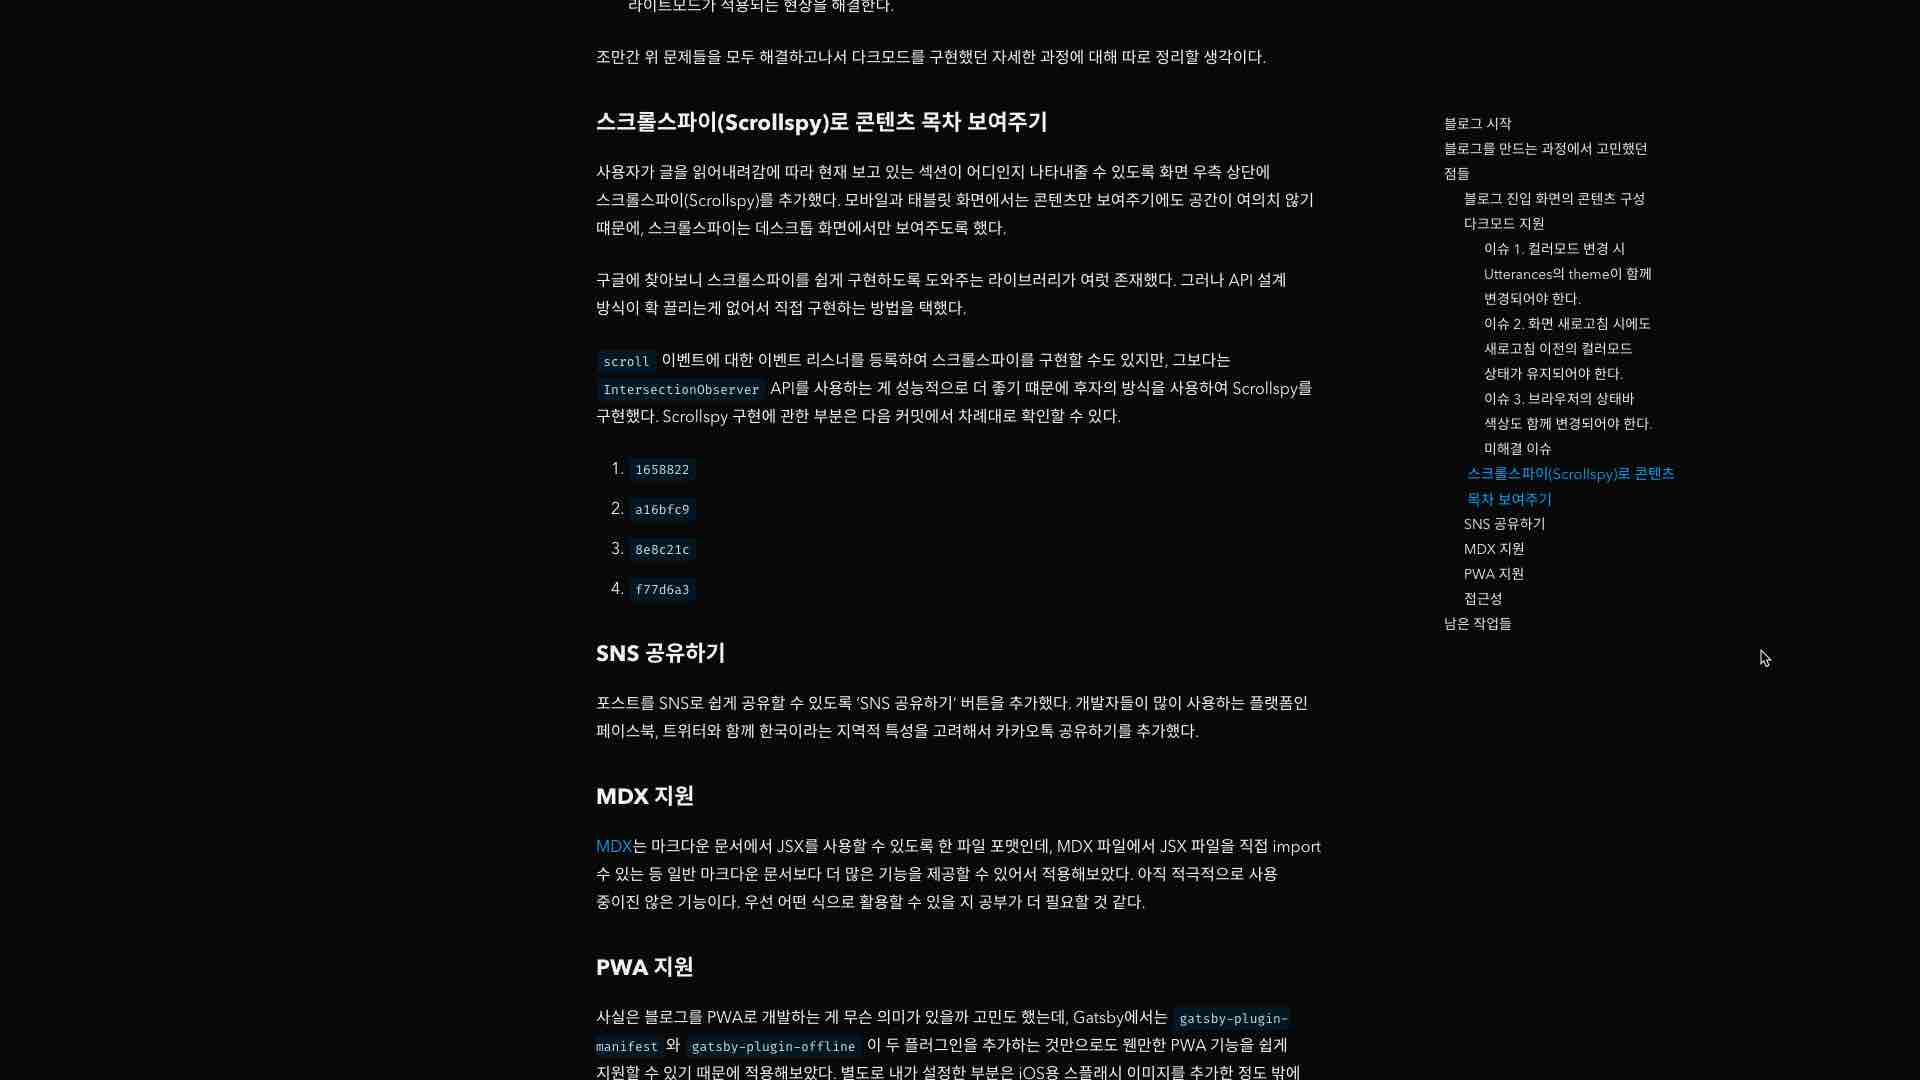 라이트모드가 적용되는 현상을 해결한다.
조만간 위 문제들을 모두 해결하고나서 다크모드를 구현했던 자세한 과정에 대해 따로 정리할 생각이다.
스크롤스파이(Scrollspy)로 콘텐츠 목차 보여주기
사용자가 글을 읽어내려감에 따라 현재 보고 있는 섹션이 어디인지 나타내줄 수 있도록 화면 우측 상단에
스크롤스파이(Scrollspy)를 추가했다. 모바일과 태블릿 화면에서는 콘텐츠만 보여주기에도 공간이 여의치 않기
떄문에, 스크롤스파이는 데스크톱 화면에서만 보여주도록 했다.
구글에 찾아보니 스크롤스파이를 쉽게 구현하도록 도와주는 라이브러리가 여럿 존재했다. 그러나 API 설계
방식이 확 끌리는게 없어서 직접 구현하는 방법을 택했다.
scroll 이벤트에 대한 이벤트 리스너를 등록하여 스크롤스파이를 구현할 수도 있지만, 그보다는
IntersectionObserver API를 사용하는 게 성능적으로 더 좋기 떄문에 후자의 방식을 사용하여 Scrollspy를
구현했다. Scrollspy 구현에 관한 부분은 다음 커밋에서 차례대로 확인할 수 있다.
1. 1658822
2. a16bfc9
3. 8e8c21c
4. f77d6a3
SNS 공유하기
포스트를 SNS로 쉽게 공유할 수 있도록 ‘SNS 공유하기’ 버튼을 추가했다. 개발자들이 많이 사용하는 플랫폼인
페이스북, 트위터와 함께 한국이라는 지역적 특성을 고려해서 카카오톡 공유하기를 추가했다.
MDX 지원
MDX는 마크다운 문서에서 JSX를 사용할 수 있도록 한 파일 포맷인데, MDX 파일에서 JSX 파일을 직접 import
수 있는 등 일반 마크다운 문서보다 더 많은 기능을 제공할 수 있어서 적용해보았다. 아직 적극적으로 사용
중이진 않은 기능이다. 우선 어떤 식으로 활용할 수 있을 지 공부가 더 필요할 것 같다.
PWA 지원
사실은 블로그를 PWA로 개발하는 게 무슨 의미가 있을까 고민도 했는데, Gatsby에서는 gatsby-plugin-
manifest 와 gatsby-plugin-offline 이 두 플러그인을 추가하는 것만으로도 웬만한 PWA 기능을 쉽게
지원할 수 있기 때문에 적용해보았다. 별도로 내가 설정한 부분은 iOS용 스플래시 이미지를 추가한 정도 밖에
블로그 시작
블로그를 만드는 과정에서 고민했던
점들
블로그 진입 화면의 콘텐츠 구성
다크모드 지원
이슈 1. 컬러모드 변경 시
Utterances의 theme이 함께
변경되어야 한다.
이슈 2. 화면 새로고침 시에도
새로고침 이전의 컬러모드
상태가 유지되어야 한다.
이슈 3. 브라우저의 상태바
색상도 함께 변경되어야 한다.
미해결 이슈
스크롤스파이(Scrollspy)로 콘텐츠
목차 보여주기
SNS 공유하기
MDX 지원
PWA 지원
접근성
남은 작업들